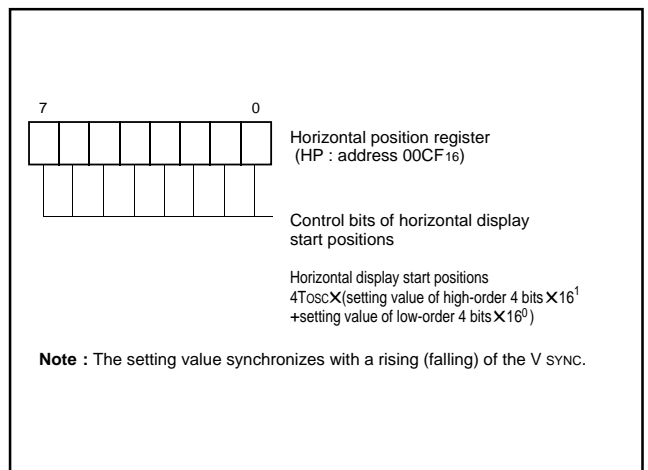 7 0
Horizontal position register
(HP : address 00CF₁₆)
Control bits of horizontal display
start positions
Horizontal display start positions
4Tosc✕(setting value of high-order 4 bits✕16¹
+setting value of low-order 4 bits✕16⁰)
Note : The setting value synchronizes with a rising (falling) of the V SYNC.